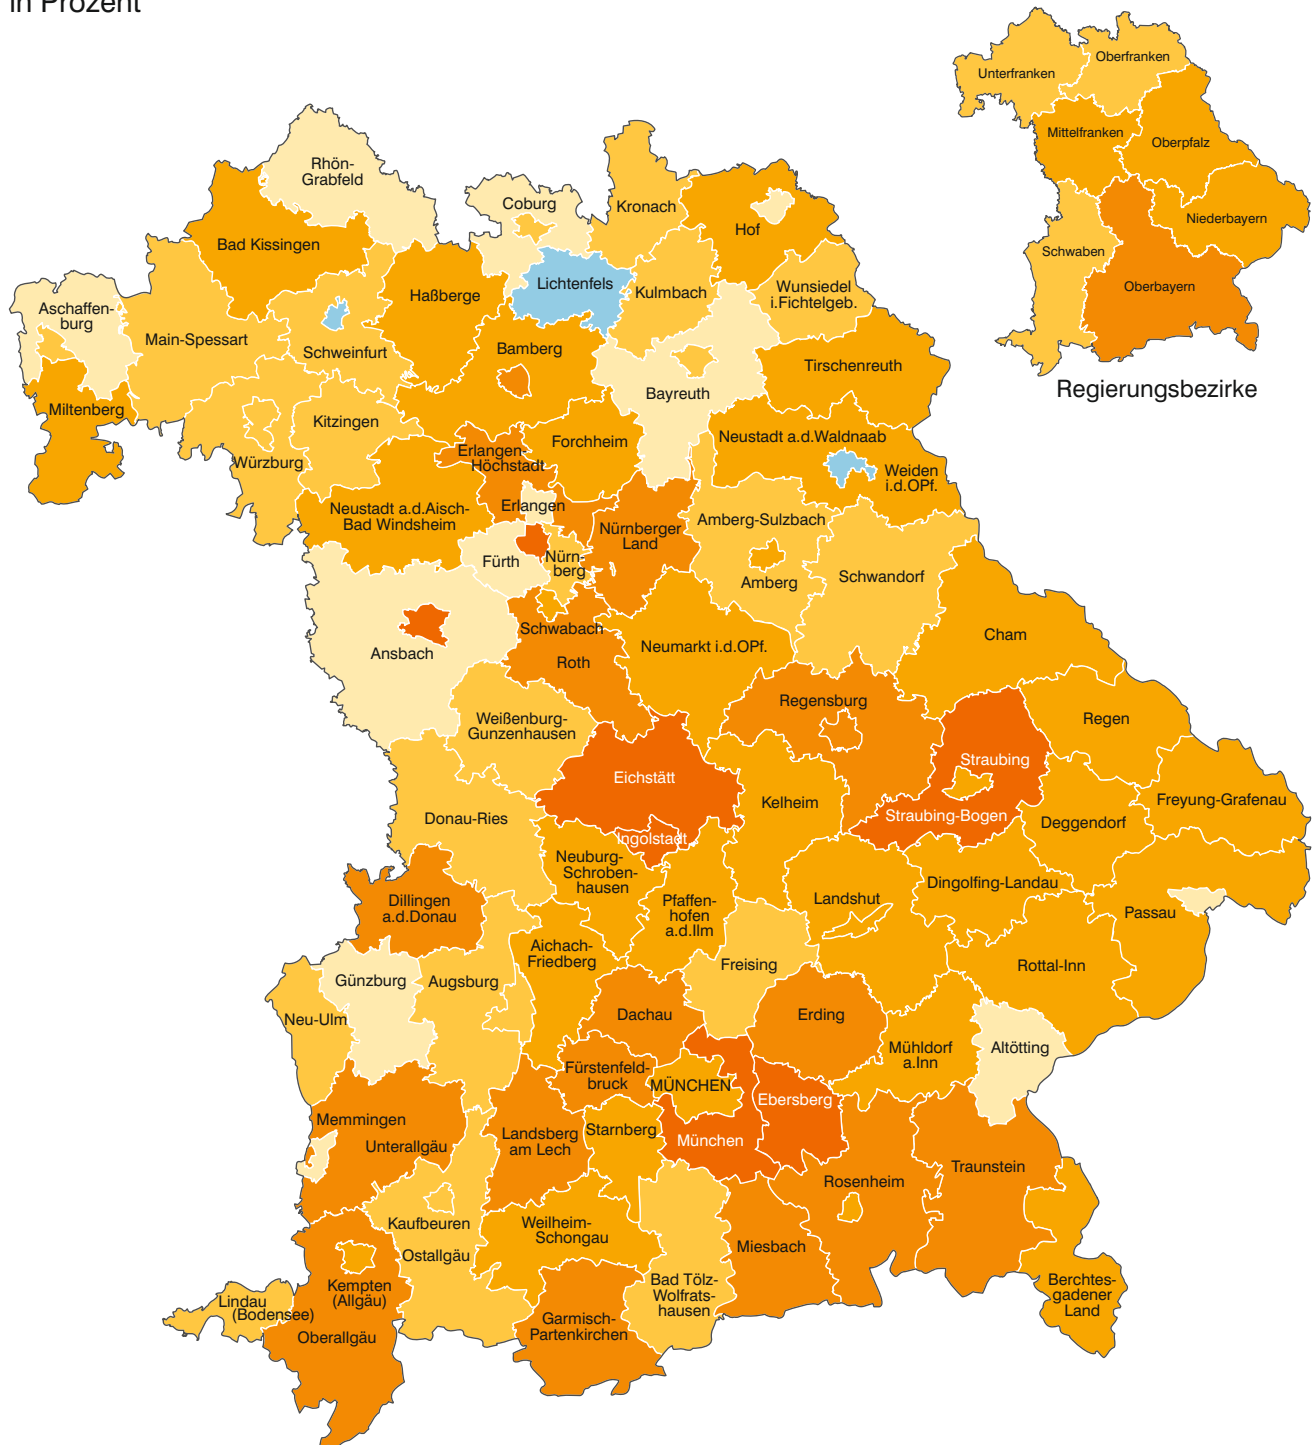 in Prozent
Unterfranken
Oberfranken
Mittelfranken
Oberpfalz
Niederbayern
Schwaben
Oberbayern
Regierungsbezirke
Rhön-
Grabfeld
Coburg
Kronach
Hof
Bad Kissingen
Lichtenfels
Kulmbach
Wunsiedel
i.Fichtelgeb.
Haßberge
Aschaffen-
burg
Main-Spessart
Schweinfurt
Bamberg
Tirschenreuth
Bayreuth
Miltenberg
Kitzingen
Würzburg
Forchheim
Erlangen-
Höchstadt
Neustadt a.d.Waldnaab
Weiden
i.d.OPf.
Neustadt a.d.Aisch-
Bad Windsheim
Erlangen
Nürnberger
Land
Amberg-Sulzbach
Fürth
Nürn-
berg
Amberg
Schwandorf
Schwabach
Roth
Neumarkt i.d.OPf.
Cham
Ansbach
Weißenburg-
Gunzenhausen
Regensburg
Regen
Eichstätt
Straubing
Kelheim
Straubing-Bogen
Freyung-Grafenau
Donau-Ries
Deggendorf
Ingolstadt
Neuburg-
Schroben-
hausen
Dillingen
a.d.Donau
Pfaffen-
hofen
a.d.Ilm
Landshut
Dingolfing-Landau
Passau
Aichach-
Friedberg
Freising
Rottal-Inn
Günzburg
Augsburg
Neu-Ulm
Dachau
Erding
Mühldorf
a.Inn
Altötting
Fürstenfeld-
bruck
MÜNCHEN
Ebersberg
Memmingen
Unterallgäu
Landsberg
am Lech
Starnberg
München
Traunstein
Rosenheim
Kaufbeuren
Ostallgäu
Weilheim-
Schongau
Miesbach
Kempten
(Allgäu)
Bad Tölz-
Wolfrats-
hausen
Berchtes-
gadener
Land
Lindau
(Bodensee)
Oberallgäu
Garmisch-
Partenkirchen